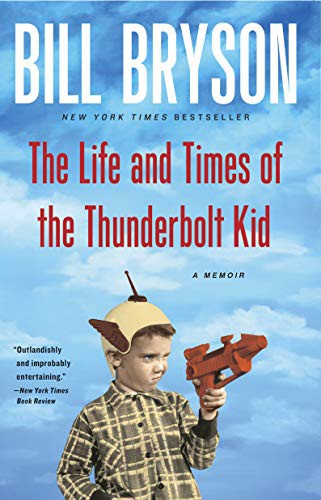 BILL BRYSON
NEW YORK TIMES BESTSELLER
The Life and Times of
the Thunderbolt Kid
A MEMOIR
"Outlandishly
and improbably
entertaining."
—New York Times
Book Review